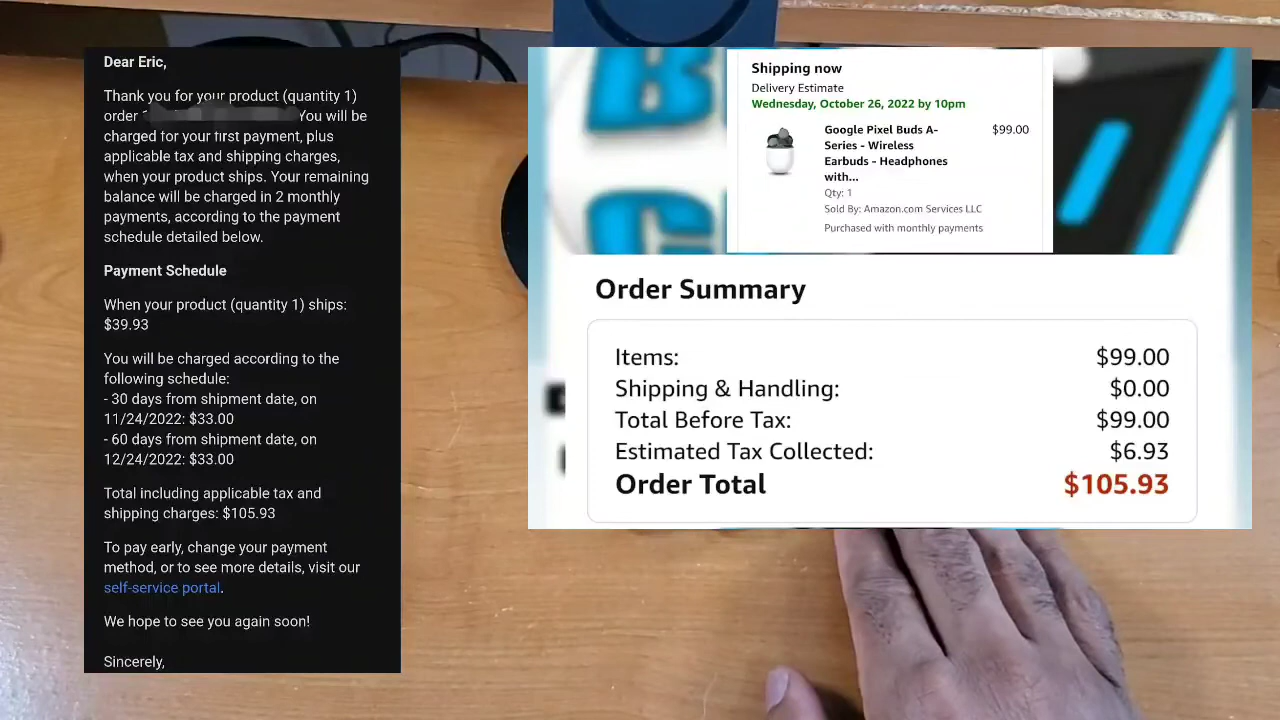 Dear Eric,
Thank you for your product (quantity 1)
order
You will be
charged for your first payment, plus
applicable tax and shipping charges,
when your product ships. Your remaining
balance will be charged in 2 monthly
payments, according to the payment
schedule detailed below.
Payment Schedule
When your product (quantity 1) ships:
$39.93
You will be charged according to the
following schedule:
- 30 days from shipment date, on
11/24/2022: $33.00
- 60 days from shipment date, on
12/24/2022: $33.00
Total including applicable tax and
shipping charges: $105.93
To pay early, change your payment
method, or to see more details, visit our
self-service portal.
We hope to see you again soon!
Sincerely,
Shipping now
Delivery Estimate
Wednesday, October 26, 2022 by 10pm
Google Pixel Buds A- $99.00
Series - Wireless
Earbuds - Headphones
with...
Qty: 1
Sold By: Amazon.com Services LLC
Purchased with monthly payments
Order Summary
Items: $99.00
Shipping & Handling: $0.00
Total Before Tax: $99.00
Estimated Tax Collected: $6.93
Order Total $105.93